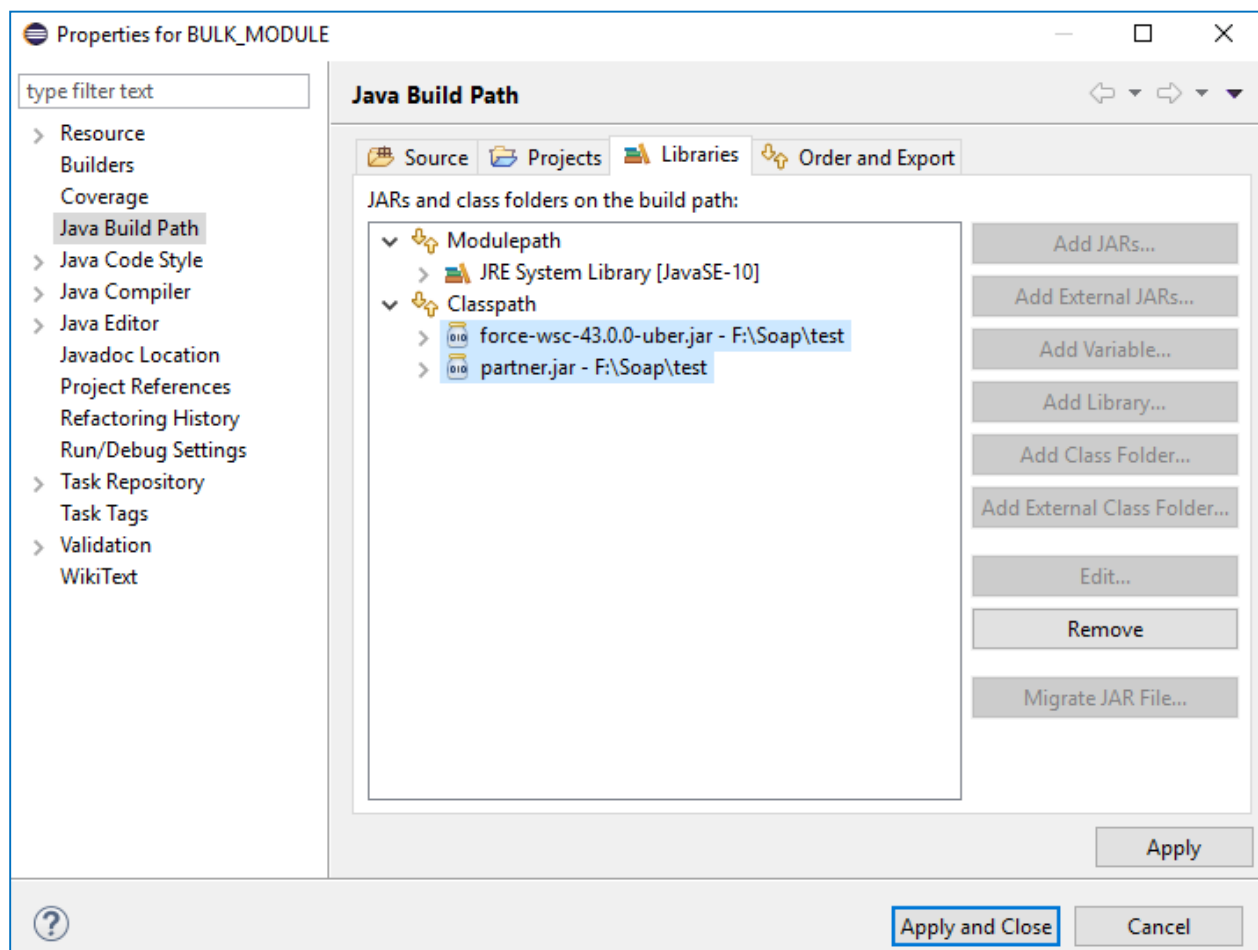 Properties for BULK_MODULE
type filter text
Resource
Builders
Coverage
Java Build Path
Java Code Style
Java Compiler
Java Editor
Javadoc Location
Project References
Refactoring History
Run/Debug Settings
Task Repository
Task Tags
Validation
WikiText
Java Build Path
Source Projects Libraries Order and Export
JARs and class folders on the build path:
Modulepath
JRE System Library [JavaSE-10]
Classpath
force-wsc-43.0.0-uber.jar - F:\Soap\test
partner.jar - F:\Soap\test
Add JARs...
Add External JARs...
Add Variable...
Add Library...
Add Class Folder...
Add External Class Folder...
Edit...
Remove
Migrate JAR File...
Apply
Apply and Close Cancel